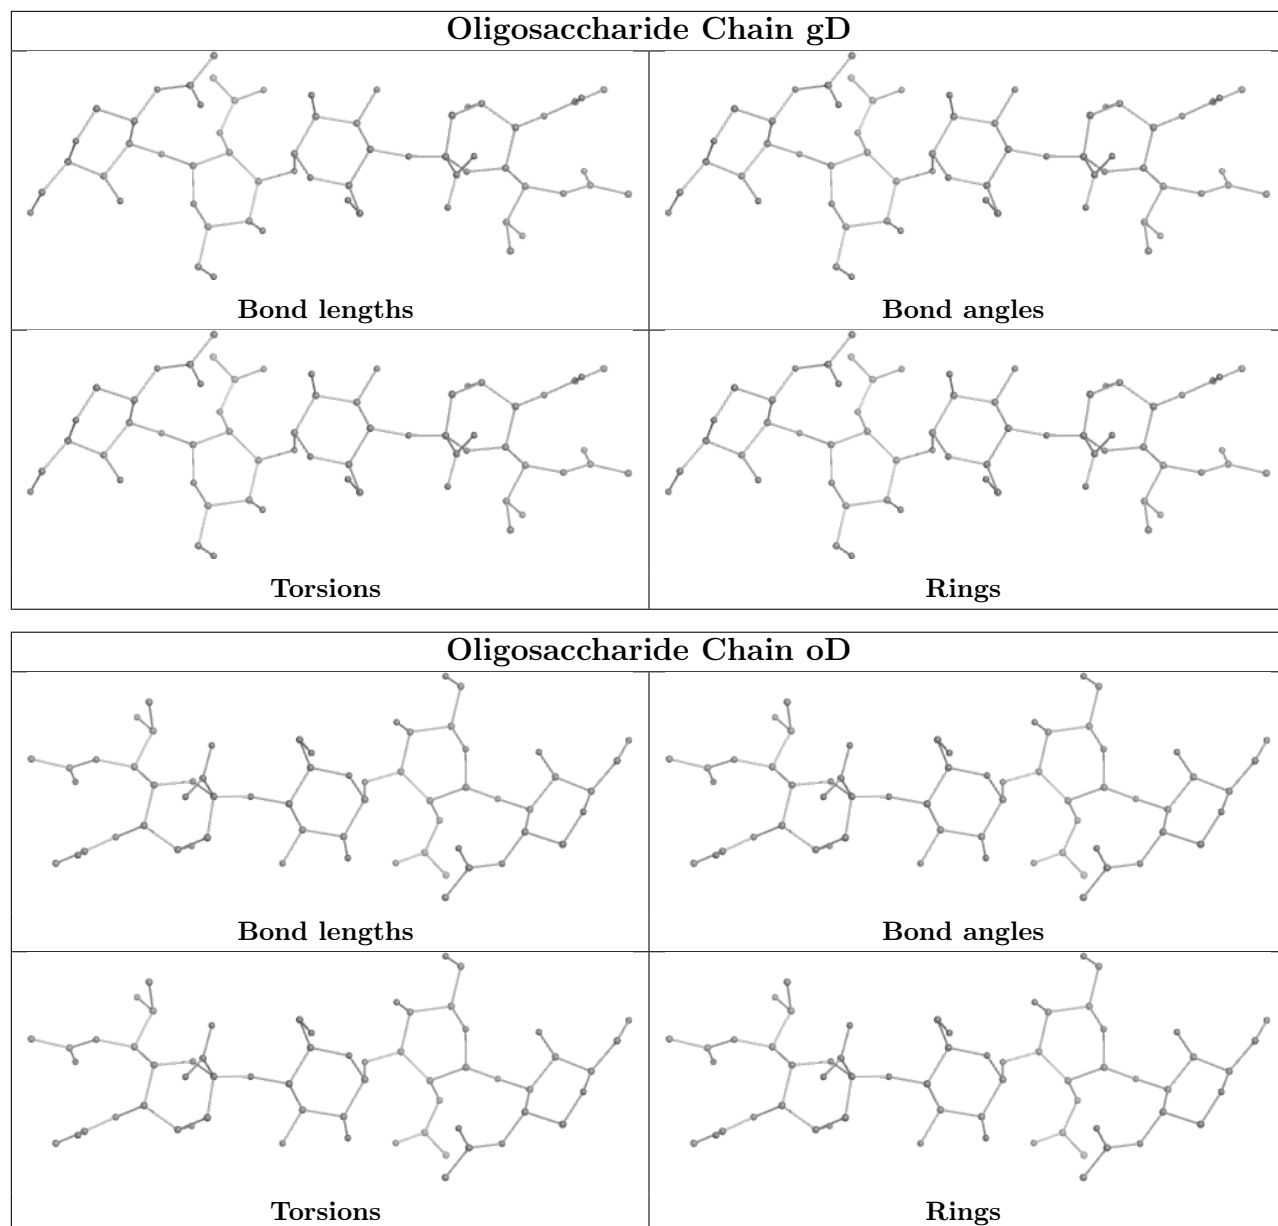 Oligosaccharide Chain gD
Bond lengths
Bond angles
Torsions
Rings
Oligosaccharide Chain oD
Bond lengths
Bond angles
Torsions
Rings